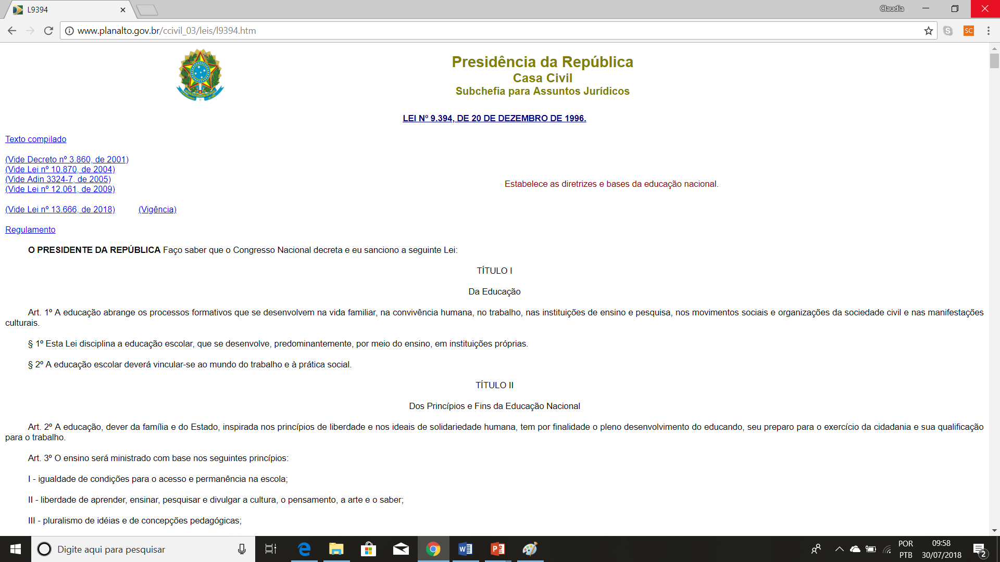 L9394
Claudia
www.planalto.gov.br/ccivil_03/leis/l9394.htm
S
SC
Presidência da República
Casa Civil
Subchefia para Assuntos Jurídicos
LEI Nº 9.394, DE 20 DE DEZEMBRO DE 1996.
Texto compilado
(Vide Decreto nº 3.860, de 2001)
(Vide Lei nº 10.870, de 2004)
(Vide Adin 3324-7, de 2005)
(Vide Lei nº 12.061, de 2009)
Estabelece as diretrizes e bases da educação nacional.
(Vide Lei nº 13.666, de 2018) (Vigência)
Regulamento
O PRESIDENTE DA REPÚBLICA Faço saber que o Congresso Nacional decreta e eu sanciono a seguinte Lei:
TÍTULO I
Da Educação
Art. 1º A educação abrange os processos formativos que se desenvolvem na vida familiar, na convivência humana, no trabalho, nas instituições de ensino e pesquisa, nos movimentos sociais e organizações da sociedade civil e nas manifestações
culturais.
§ 1º Esta Lei disciplina a educação escolar, que se desenvolve, predominantemente, por meio do ensino, em instituições próprias.
§ 2º A educação escolar deverá vincular-se ao mundo do trabalho e à prática social.
TÍTULO II
Dos Princípios e Fins da Educação Nacional
Art. 2º A educação, dever da família e do Estado, inspirada nos princípios de liberdade e nos ideais de solidariedade humana, tem por finalidade o pleno desenvolvimento do educando, seu preparo para o exercício da cidadania e sua qualificação
para o trabalho.
Art. 3º O ensino será ministrado com base nos seguintes princípios:
I - igualdade de condições para o acesso e permanência na escola;
II - liberdade de aprender, ensinar, pesquisar e divulgar a cultura, o pensamento, a arte e o saber;
III - pluralismo de idéias e de concepções pedagógicas;
Digite aqui para pesquisar
POR
PTB
09:58
30/07/2018
2